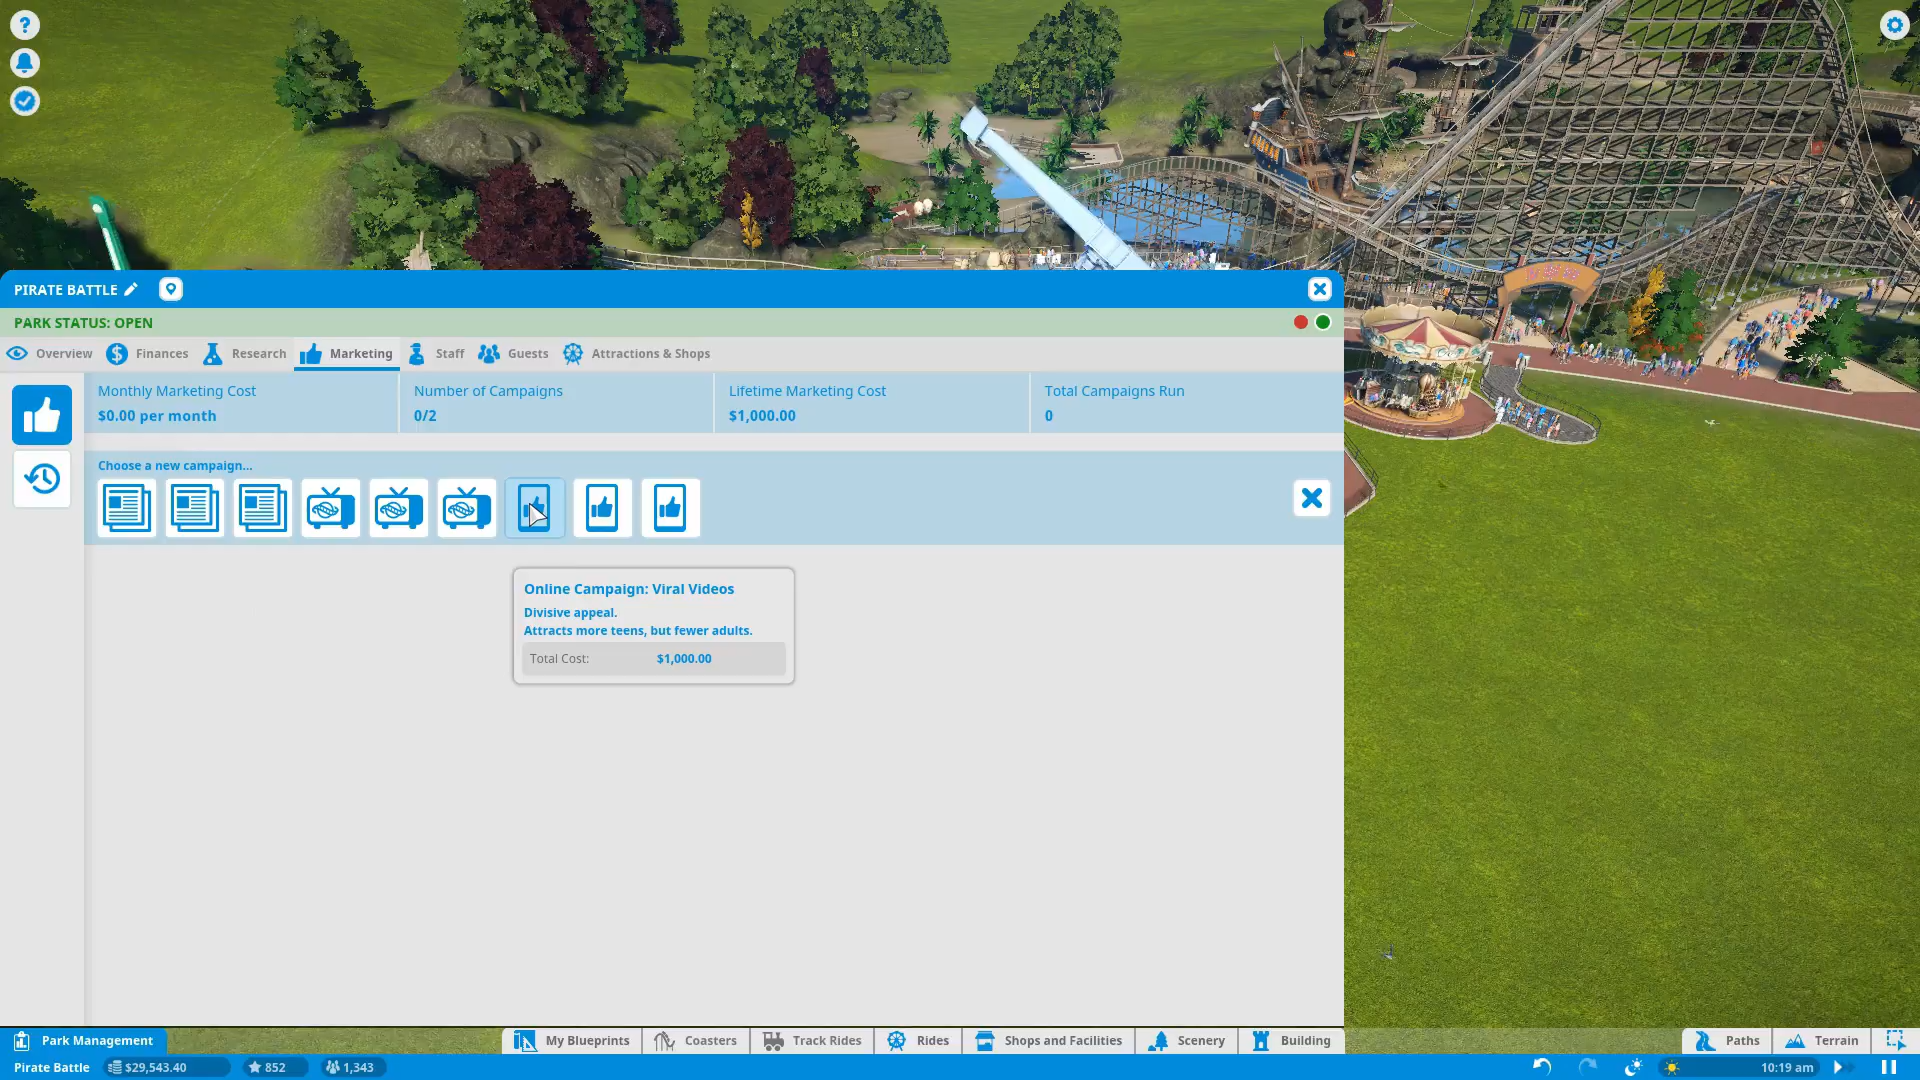 PIRATE BATTLE
PARK STATUS: OPEN
Overview Finances Research Marketing Staff Guests Attractions & Shops
Monthly Marketing Cost Number of Campaigns Lifetime Marketing Cost Total Campaigns Run
$0.00 per month 0/2 $1,000.00 0
Choose a new campaign...
Online Campaign: Viral Videos
Divisive appeal.
Attracts more teens, but fewer adults.
Total Cost: $1,000.00
Park Management My Blueprints Coasters Track Rides Rides Shops and Facilities Scenery Building Paths Terrain
Pirate Battle $29,543.40 852 1,343 10:19 am